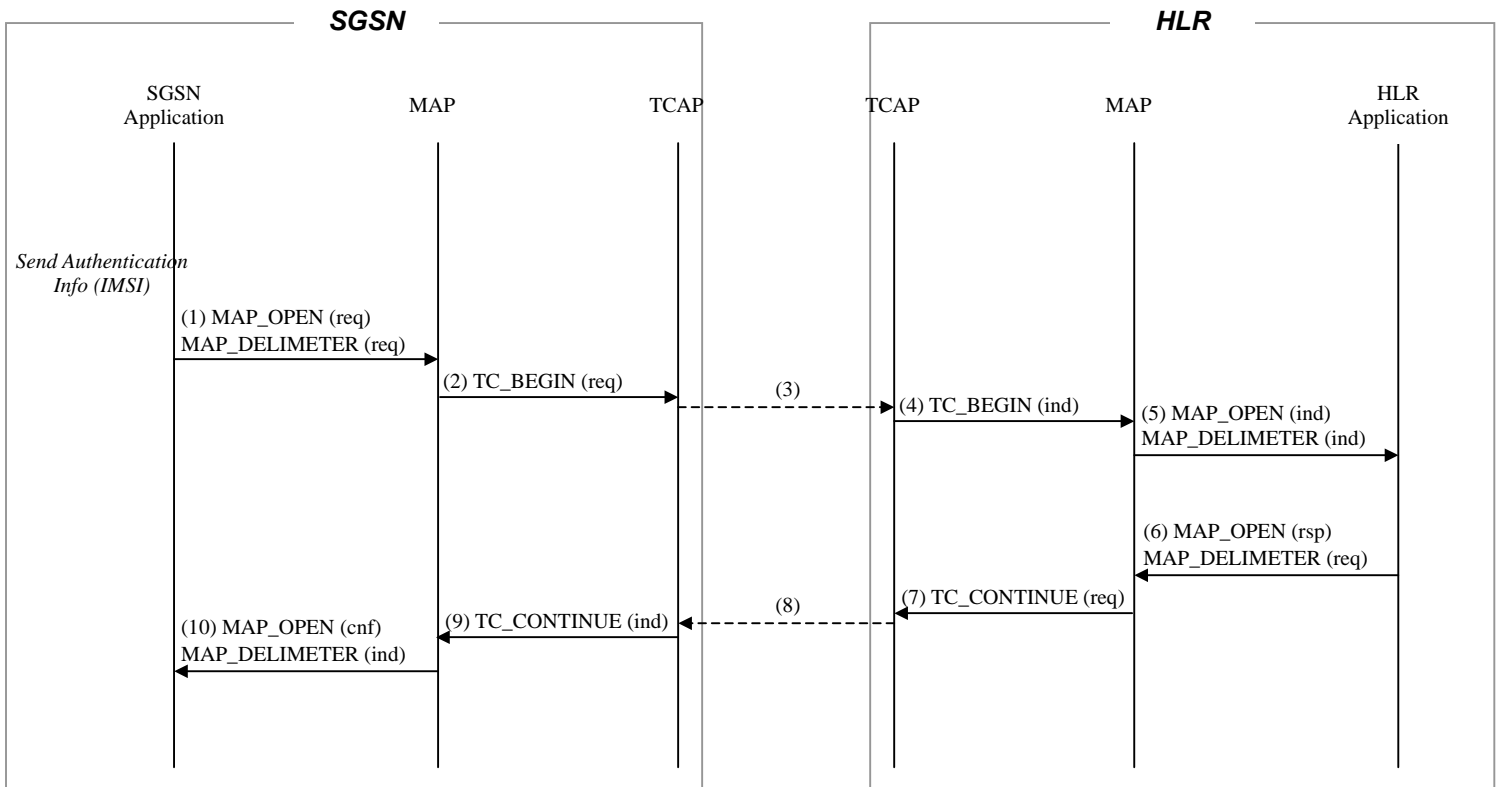 SGSN
HLR
SGSN
Application
MAP
TCAP
TCAP
MAP
HLR
Application
Send Authentication
Info (IMSI)
(1) MAP_OPEN (req)
MAP_DELIMETER (req)
(2) TC_BEGIN (req)
(3)
(4) TC_BEGIN (ind)
(5) MAP_OPEN (ind)
MAP_DELIMETER (ind)
(6) MAP_OPEN (rsp)
MAP_DELIMETER (req)
(7) TC_CONTINUE (req)
(8)
(9) TC_CONTINUE (ind)
(10) MAP_OPEN (cnf)
MAP_DELIMETER (ind)